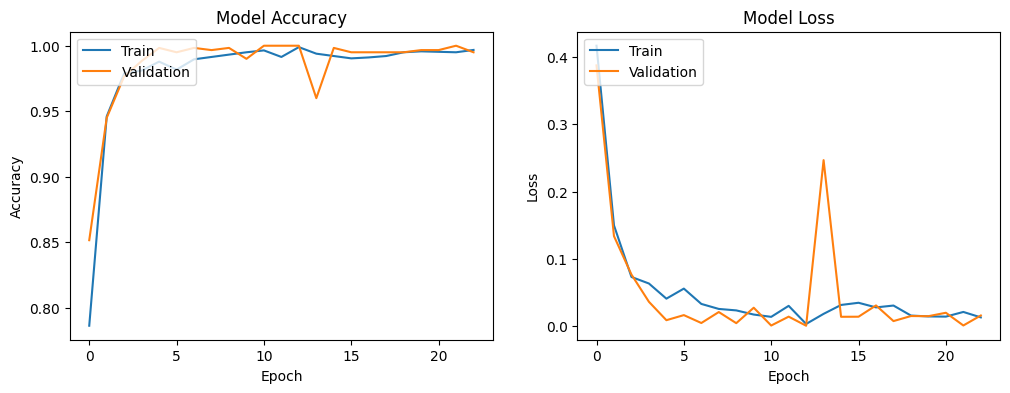 Model Accuracy
1.00
0.95
0.90
0.85
0.80
Accuracy
Train
Validation
0
5
10
15
20
Epoch
Model Loss
0.4
0.3
0.2
0.1
0.0
Loss
Train
Validation
0
5
10
15
20
Epoch